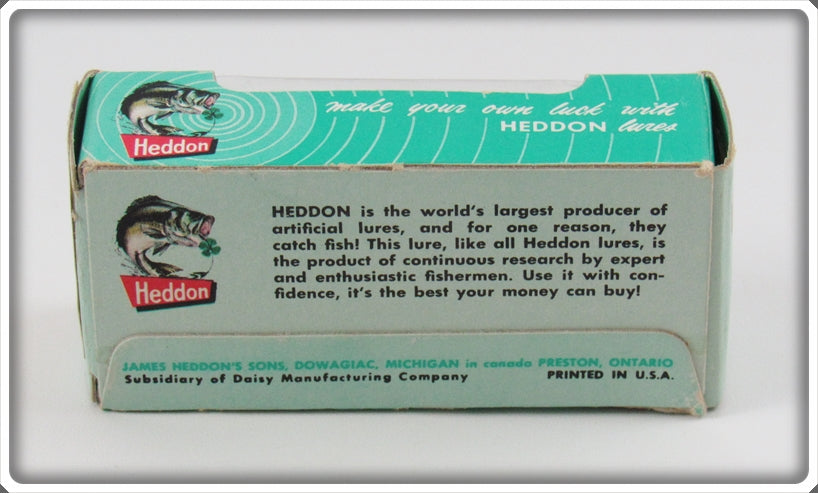 make your own luck with
HEDDON lures
Heddon
HEDDON is the world's largest producer of
artificial lures, and for one reason, they
catch fish! This lure, like all Heddon lures, is
the product of continuous research by expert
and enthusiastic fishermen. Use it with con-
fidence, it's the best your money can buy!
Heddon
JAMES HEDDON'S SONS, DOWAGIAC, MICHIGAN in canada PRESTON, ONTARIO
Subsidiary of Daisy Manufacturing Company PRINTED IN U.S.A.